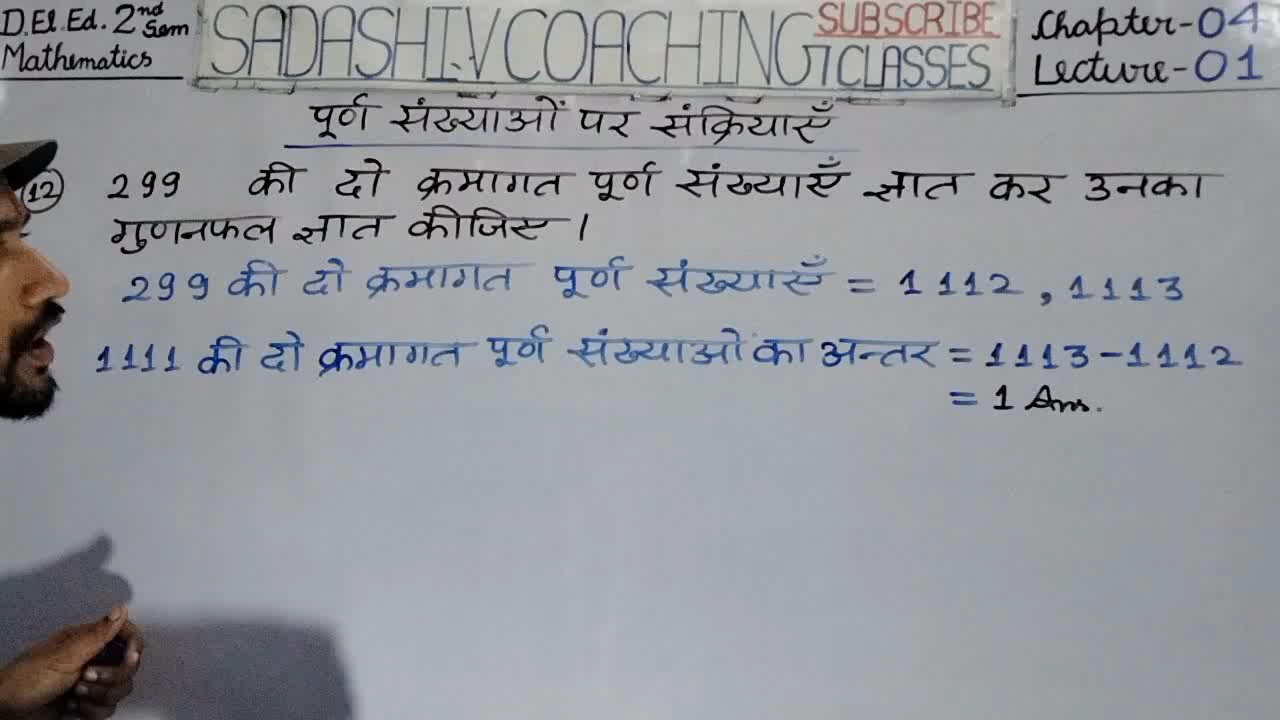 D.El.Ed. 2nd Sem
Mathematics
SADASHIV COACHING CLASSES
SUBSCRIBE
Chapter-04
Lecture-01
पूर्ण संख्याओं पर संक्रियाएँ
12 299 की दो क्रमागत पूर्ण संख्याएँ ज्ञात कर उनका
गुणनफल ज्ञात कीजिए ।
299 की दो क्रमागत पूर्ण संख्याएँ = 1112 , 1113
1111 की दो क्रमागत पूर्ण संख्याओं का अन्तर = 1113 - 1112
= 1 Ans.